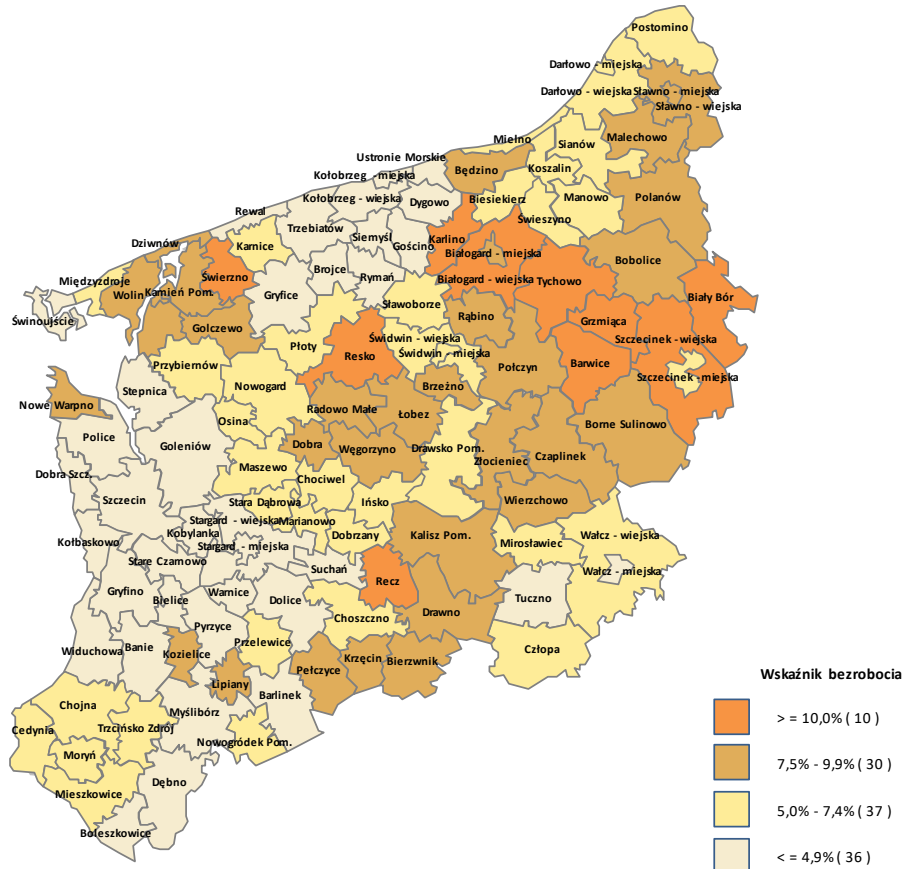 Postomino
Darłowo - miejska
Darłowo - wiejska
Sławno - miejska
Sławno - wiejska
Mielno
Sianów
Malechowo
Ustronie Morskie
Będzino
Koszalin
Kołobrzeg - miejska
Kołobrzeg - wiejska
Dygowo
Biesiekierz
Manowo
Polanów
Rewal
Trzebiatów
Siemyśl
Gościno
Świeszyno
Dziwnów
Karnice
Karlino
Białogard - miejska
Bobolice
Międzyzdroje
Wolin
Kamień Pom.
Świerzno
Brojce
Rymań
Białogard - wiejska
Tychowo
Biały Bór
Świnoujście
Gryfice
Sławoborze
Rąbino
Grzmiąca
Golczewo
Płoty
Świdwin - wiejska
Szczecinek - wiejska
Resko
Świdwin - miejska
Połczyn
Barwice
Przybiernów
Szczecinek - miejska
Stepnica
Nowogard
Brzeżno
Nowe Warpno
Radowo Małe
Łobez
Osina
Borne Sulinowo
Police
Goleniów
Dobra
Węgorzyno
Drawsko Pom.
Czaplinek
Złocieniec
Dobra Szcz.
Maszewo
Chociwel
Szczecin
Stara Dąbrowa
Ińsko
Wierzchowo
Stargard - wiejska
Marianowo
Kobylanka
Dobrzany
Kalisz Pom.
Mirosławiec
Wałcz - wiejska
Kołbaskowo
Stargard - miejska
Stare Czarnowo
Suchań
Wałcz - miejska
Recz
Gryfino
Bielice
Warnice
Dolice
Tuczno
Choszczno
Drawno
Pyrzyce
Widuchowa
Banie
Kozielice
Przelewice
Człopa
Krzęcin
Bierzwnik
Pełczyce
Lipiany
Barlinek
Chojna
Myślibórz
Cedynia
Trzcińsko Zdrój
Nowogródek Pom.
Moryń
Dębno
Mieszkowice
Boleszkowice
Wskaźnik bezrobocia
> = 10,0% ( 10 )
7,5% - 9,9% ( 30 )
5,0% - 7,4% ( 37 )
< = 4,9% ( 36 )